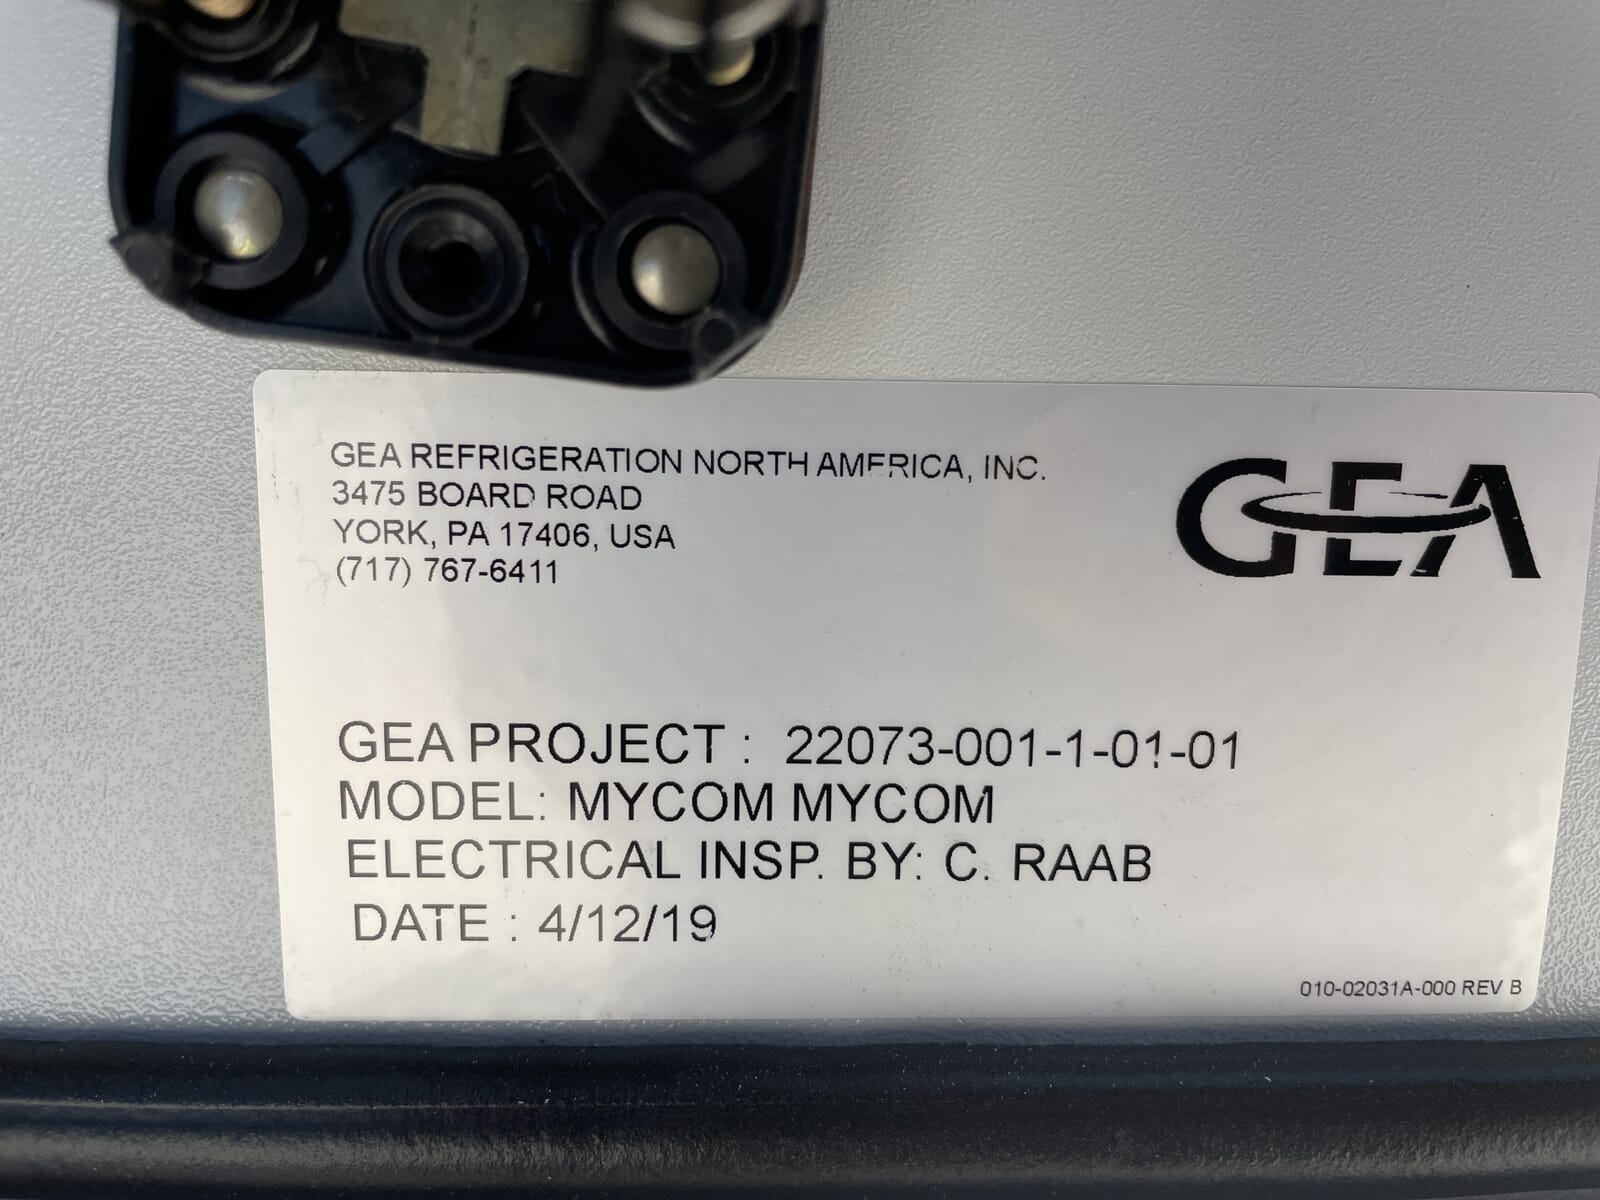 GEA REFRIGERATION NORTH AMERICA, INC.
3475 BOARD ROAD
YORK, PA 17406, USA
(717) 767-6411
GEA
GEA PROJECT : 22073-001-1-01-01
MODEL: MYCOM MYCOM
ELECTRICAL INSP. BY: C. RAAB
DATE : 4/12/19
010-02031A-000 REV B